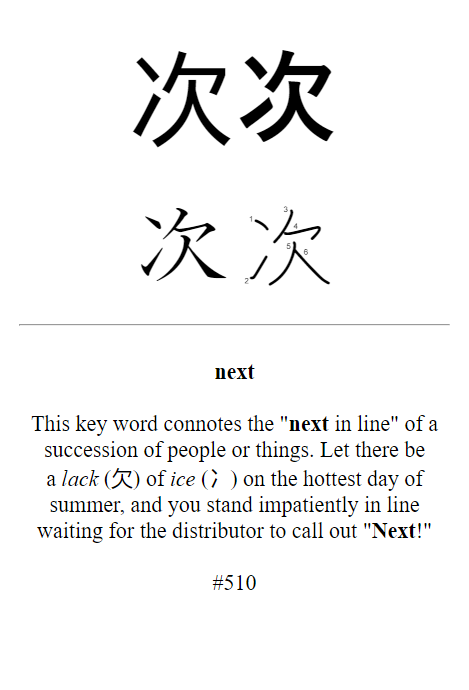 次次
次次
1 2 3 4 5 6
next
This key word connotes the "next in line" of a
succession of people or things. Let there be
a lack (欠) of ice (冫) on the hottest day of
summer, and you stand impatiently in line
waiting for the distributor to call out "Next!"
#510